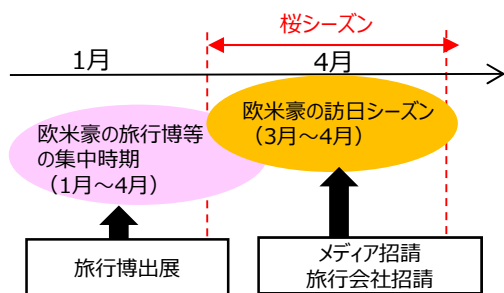 桜シーズン
1月
4月
欧米豪の旅行博等
の集中時期
（1月～4月）
欧米豪の訪日シーズン
（3月～4月）
旅行博出展
メディア招請
旅行会社招請